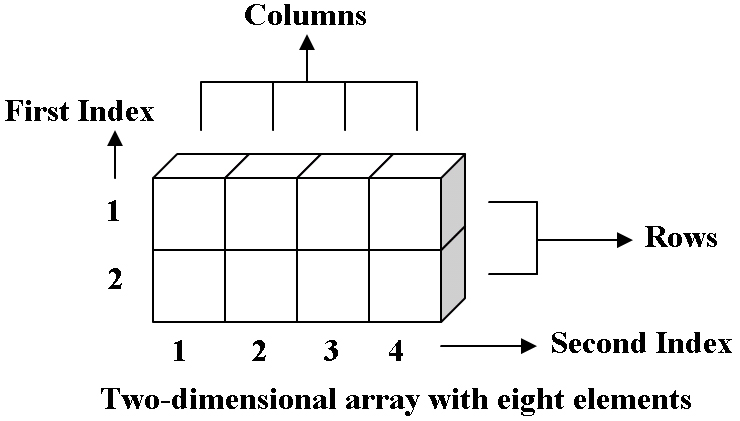 Columns
First Index
1
Rows
2
1 2 3 4
Second Index
Two-dimensional array with eight elements